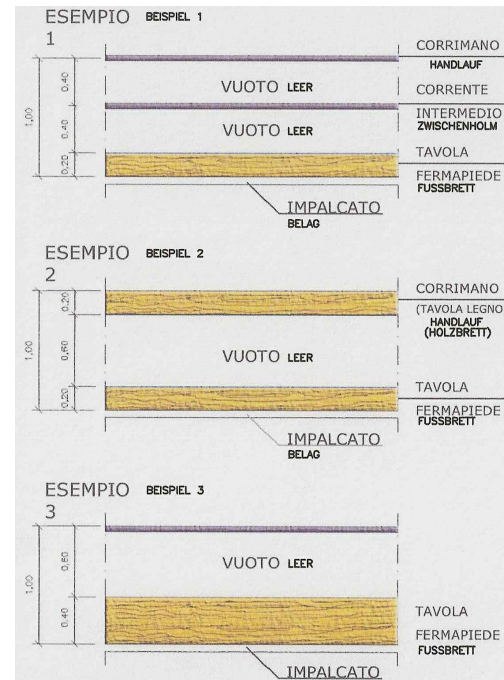 ESEMPIO BEISPIEL 1
1
CORRIMANO
HANDLAUF
0,40
VUOTO LEER
CORRENTE
1,00
INTERMEDIO
ZWISCHENHOLM
0,40
VUOTO LEER
TAVOLA
0,20
FERMAPIEDE
FUSSBRETT
IMPALCATO
BELAG
ESEMPIO BEISPIEL 2
2
CORRIMANO
0,20
(TAVOLA LEGNO
HANDLAUF
(HOLZBRETT)
1,00
0,60
VUOTO LEER
TAVOLA
0,20
FERMAPIEDE
FUSSBRETT
IMPALCATO
BELAG
ESEMPIO BEISPIEL 3
3
0,60
VUOTO LEER
1,00
0,40
TAVOLA
FERMAPIEDE
FUSSBRETT
IMPALCATO